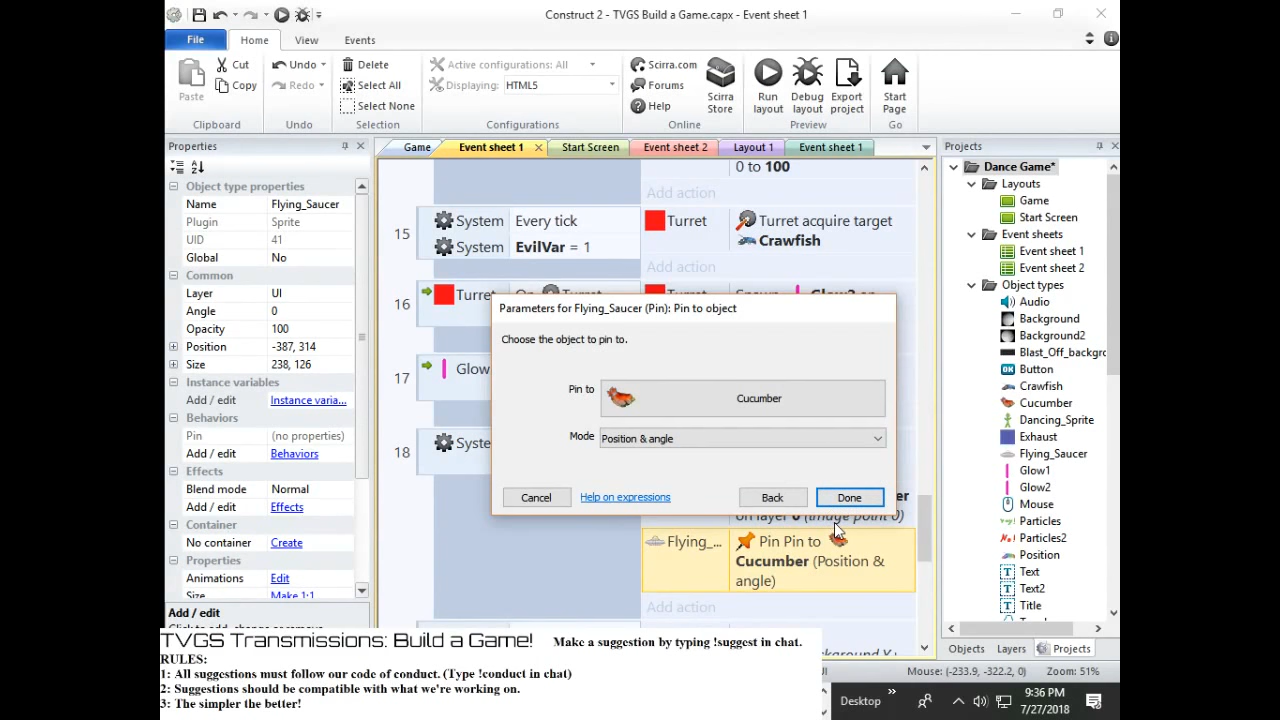 Construct 2 - TVGS Build a Game.capx - Event sheet 1
File Home View Events
Paste Cut Copy Clipboard
Undo Redo Undo
Delete Select All Select None Selection
Active configurations: All
Displaying: HTML5
Configurations
Scirra.com Forums Help Scirra Store Online
Run layout Debug layout Export project Preview
Start Page Go
Properties
Game Event sheet 1 Start Screen Event sheet 2 Layout 1 Event sheet 1
Projects
Object type properties
Name Flying_Saucer
Plugin Sprite
UID 41
Global No
Common
Layer UI
Angle 0
Opacity 100
Position -387, 314
Size 238, 126
Instance variables
Add / edit Instance varia...
Behaviors
Pin (no properties)
Add / edit Behaviors
Effects
Blend mode Normal
Add / edit Effects
Container
No container Create
Properties
Animations Edit
Size Make 1:1
Add / edit
0 to 100
Add action
15 System Every tick Turret Turret acquire target
System EvilVar = 1 Crawfish
Add action
16
17 Glow
18
Parameters for Flying_Saucer (Pin): Pin to object
Choose the object to pin to.
Pin to Cucumber
Mode Position & angle
Cancel Help on expressions Back Done
on layer 0 (image point 0)
Flying_... Pin Pin to
Cucumber (Position &
angle)
Add action
Dance Game*
Layouts
Game
Start Screen
Event sheets
Event sheet 1
Event sheet 2
Object types
Audio
Background
Background2
Blast_Off_backgro
Button
Crawfish
Cucumber
Dancing_Sprite
Exhaust
Flying_Saucer
Glow1
Glow2
Mouse
Particles
Particles2
Position
Text
Text2
Title
Objects Layers Projects
Mouse: (-233.9, -322.2, 0) Zoom: 51%
TVGS Transmissions: Build a Game! Make a suggestion by typing !suggest in chat.
RULES:
1: All suggestions must follow our code of conduct. (Type !conduct in chat)
2: Suggestions should be compatible with what we're working on.
3: The simpler the better!
Desktop
9:36 PM
7/27/2018